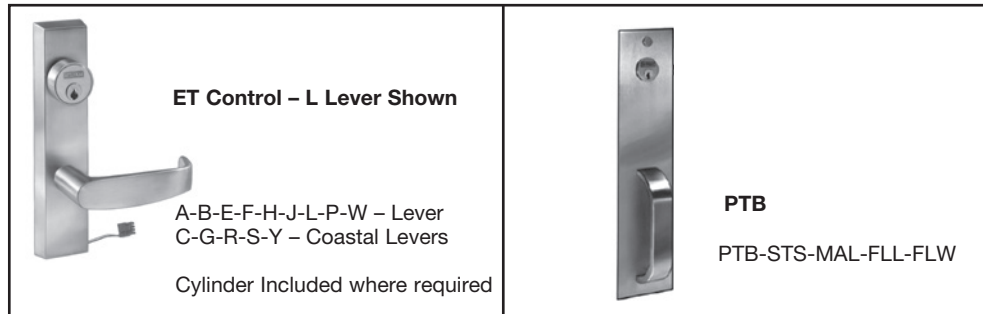 ET Control – L Lever Shown
A-B-E-F-H-J-L-P-W – Lever
C-G-R-S-Y – Coastal Levers
Cylinder Included where required
PTB
PTB-STS-MAL-FLL-FLW